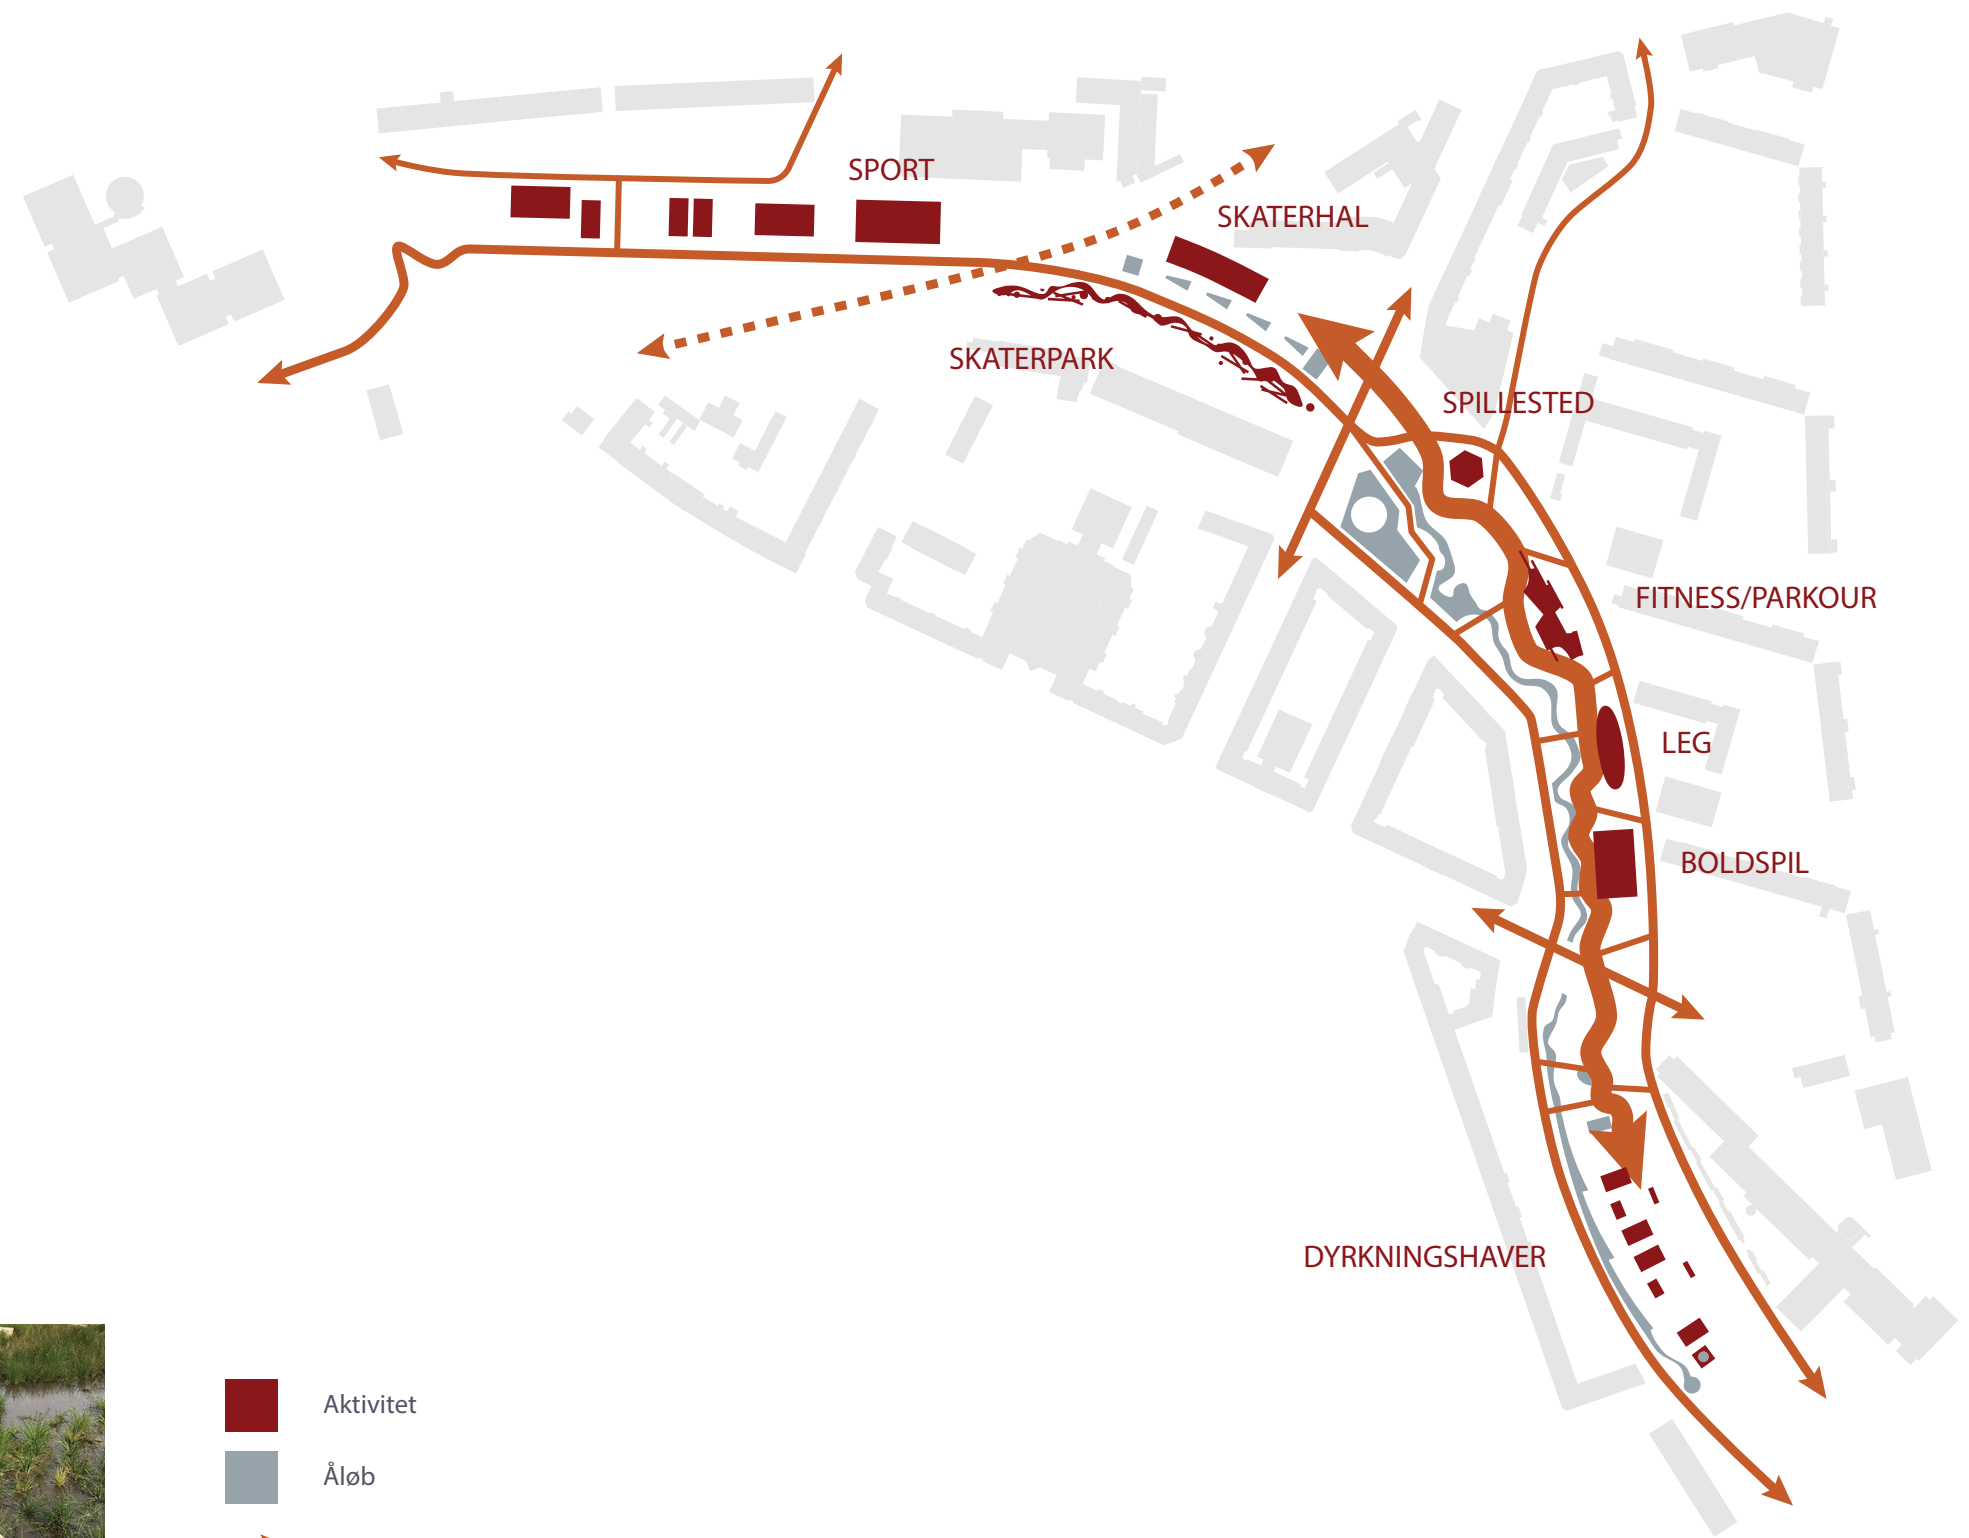 SPORT
SKATERHAL
SKATERPARK
SPILLESTED
FITNESS/PARKOUR
LEG
BOLDSPIL
DYRKNINGSHAVER
Aktivitet
Åløb